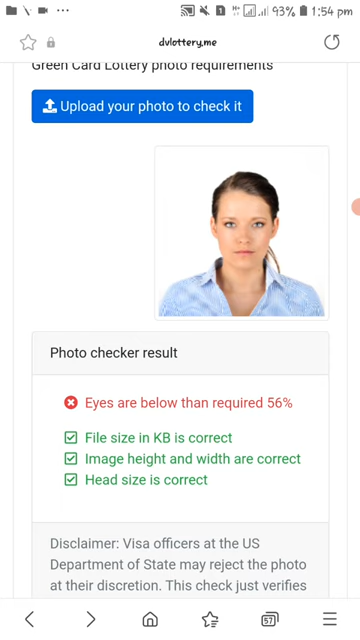 93% 1:54 pm
dvlottery.me
Green Card Lottery photo requirements
Upload your photo to check it
Photo checker result
Eyes are below than required 56%
File size in KB is correct
Image height and width are correct
Head size is correct
Disclaimer: Visa officers at the US
Department of State may reject the photo
at their discretion. This check just verifies
57